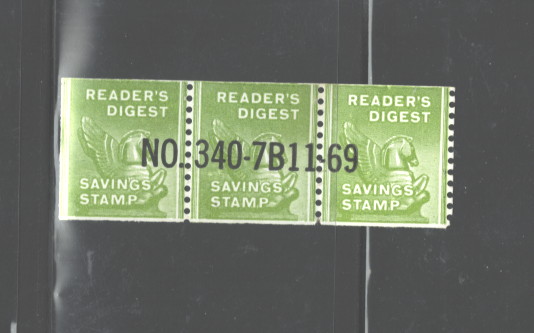 READER'S
DIGEST
SAVINGS
STAMP
READER'S
DIGEST
SAVINGS
STAMP
READER'S
DIGEST
SAVINGS
STAMP
NO. 340-7B11-69